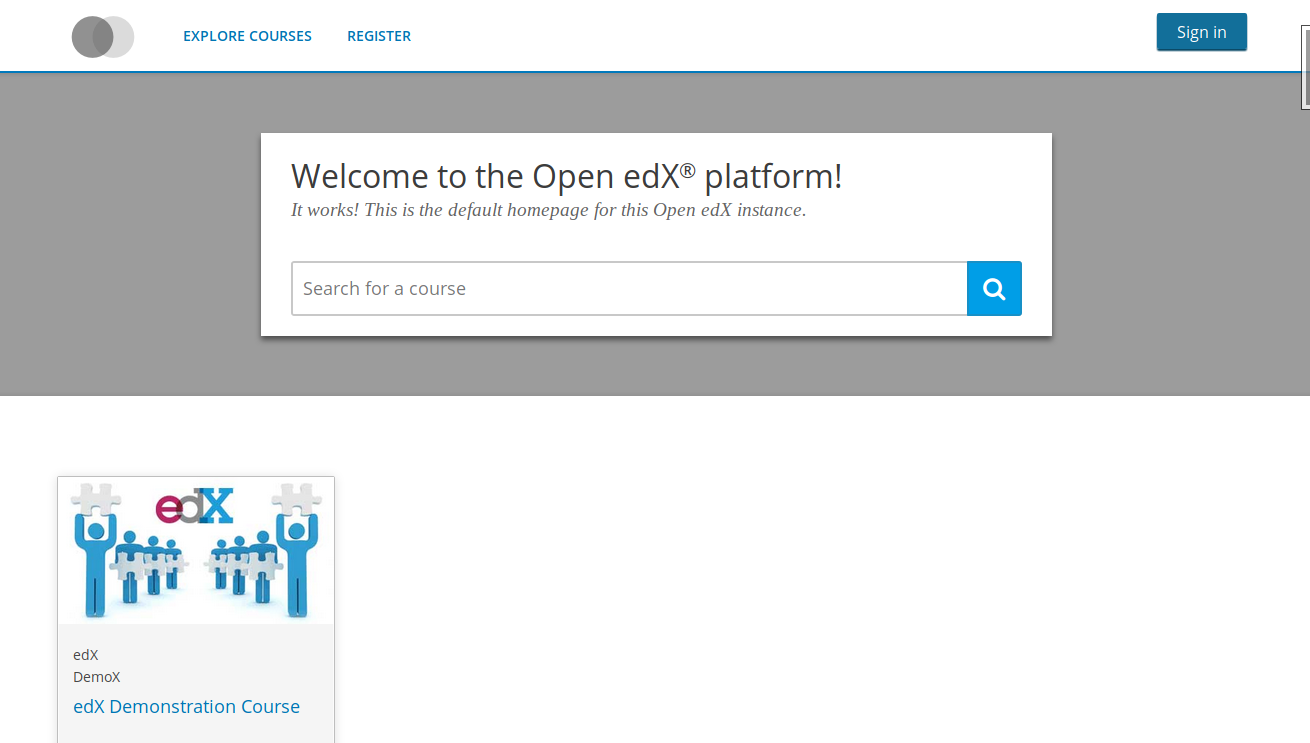 EXPLORE COURSES
REGISTER
Sign in
Welcome to the Open edX® platform!
It works! This is the default homepage for this Open edX instance.
Search for a course
edX
edX
DemoX
edX Demonstration Course